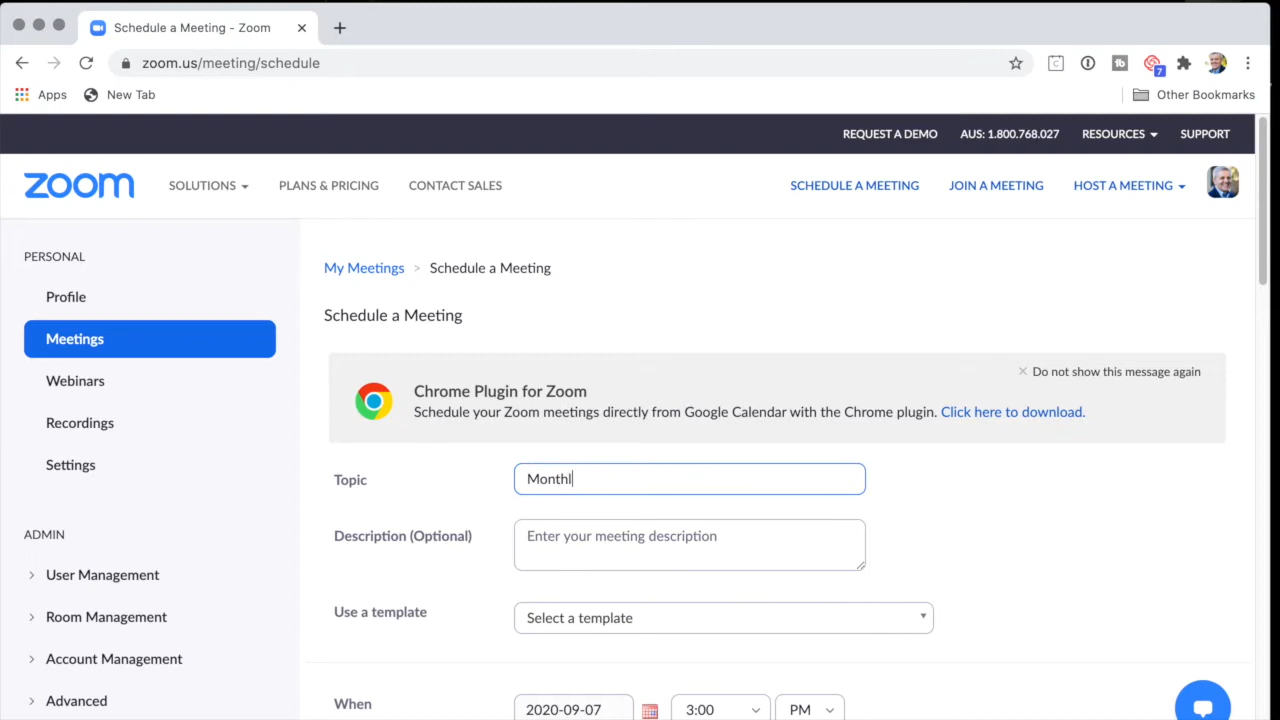 Schedule a Meeting - Zoom
zoom.us/meeting/schedule
7
Apps
New Tab
Other Bookmarks
REQUEST A DEMO
AUS: 1.800.768.027
RESOURCES
SUPPORT
zoom
SOLUTIONS
PLANS & PRICING
CONTACT SALES
SCHEDULE A MEETING
JOIN A MEETING
HOST A MEETING
PERSONAL
Profile
Meetings
Webinars
Recordings
Settings
ADMIN
User Management
Room Management
Account Management
Advanced
My Meetings > Schedule a Meeting
Schedule a Meeting
Do not show this message again
Chrome Plugin for Zoom
Schedule your Zoom meetings directly from Google Calendar with the Chrome plugin. Click here to download.
Topic
Monthl
Description (Optional)
Enter your meeting description
Use a template
Select a template
When
2020-09-07
3:00
PM